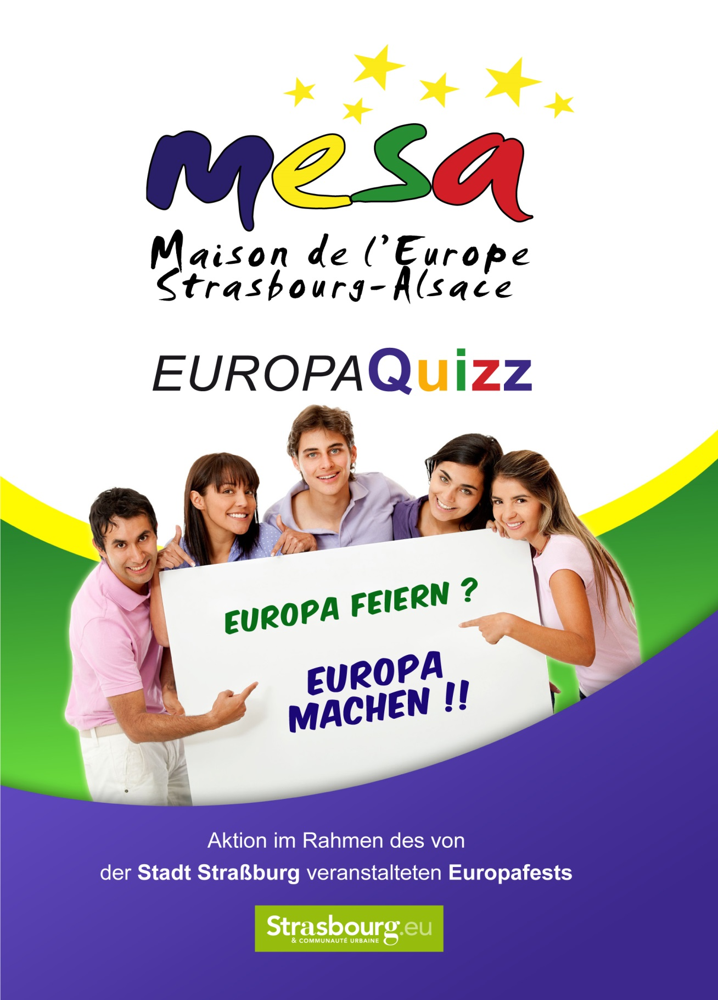 mesa
Maison de l'Europe
Strasbourg-Alsace
EUROPAQuizz
EUROPA FEIERN ?
EUROPA
MACHEN !!
Aktion im Rahmen des von
der Stadt Straßburg veranstalteten Europafests
Strasbourg.eu
& COMMUNAUTÉ URBAINE